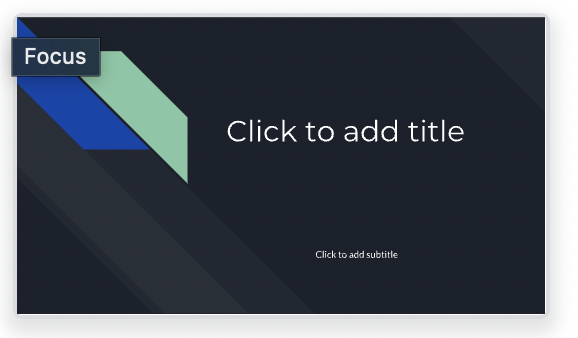 Focus
Click to add title
Click to add subtitle